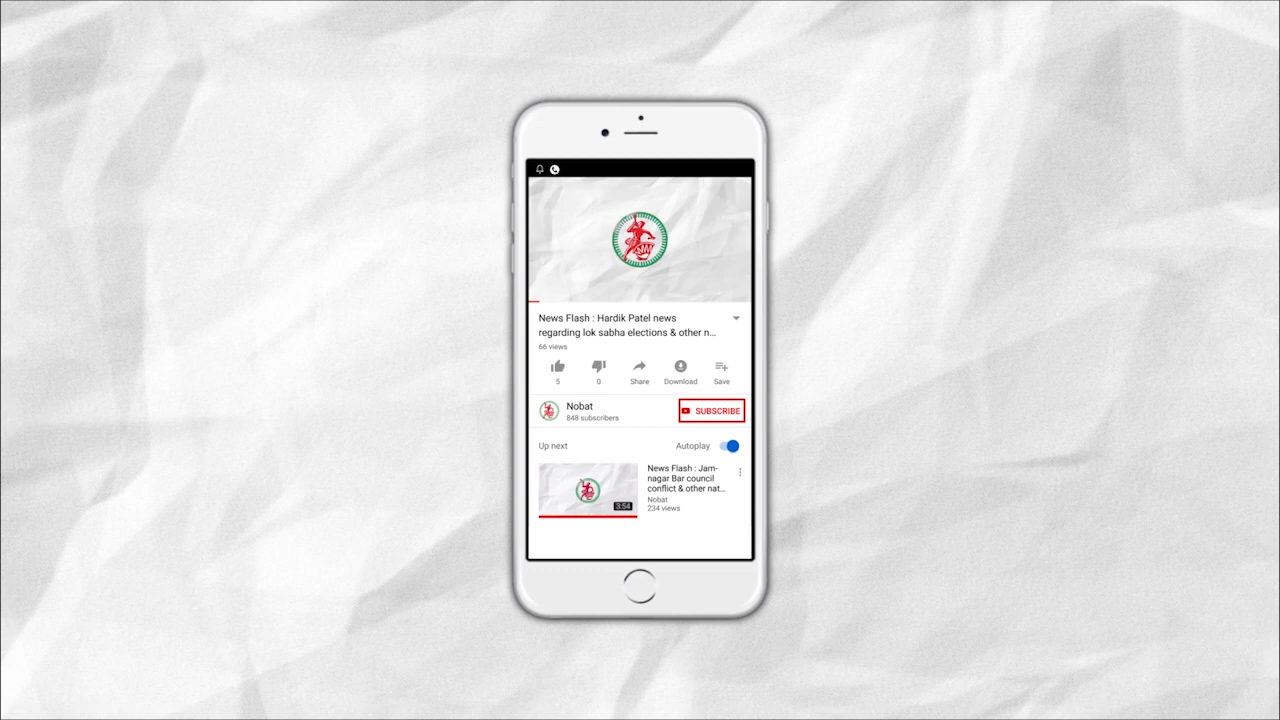 News Flash : Hardik Patel news
regarding lok sabha elections & other n...
66 views
5
0
Share
Download
Save
Nobat
848 subscribers
SUBSCRIBE
Up next
Autoplay
News Flash : Jam-
nagar Bar council
conflict & other nat...
Nobat
234 views
3:54